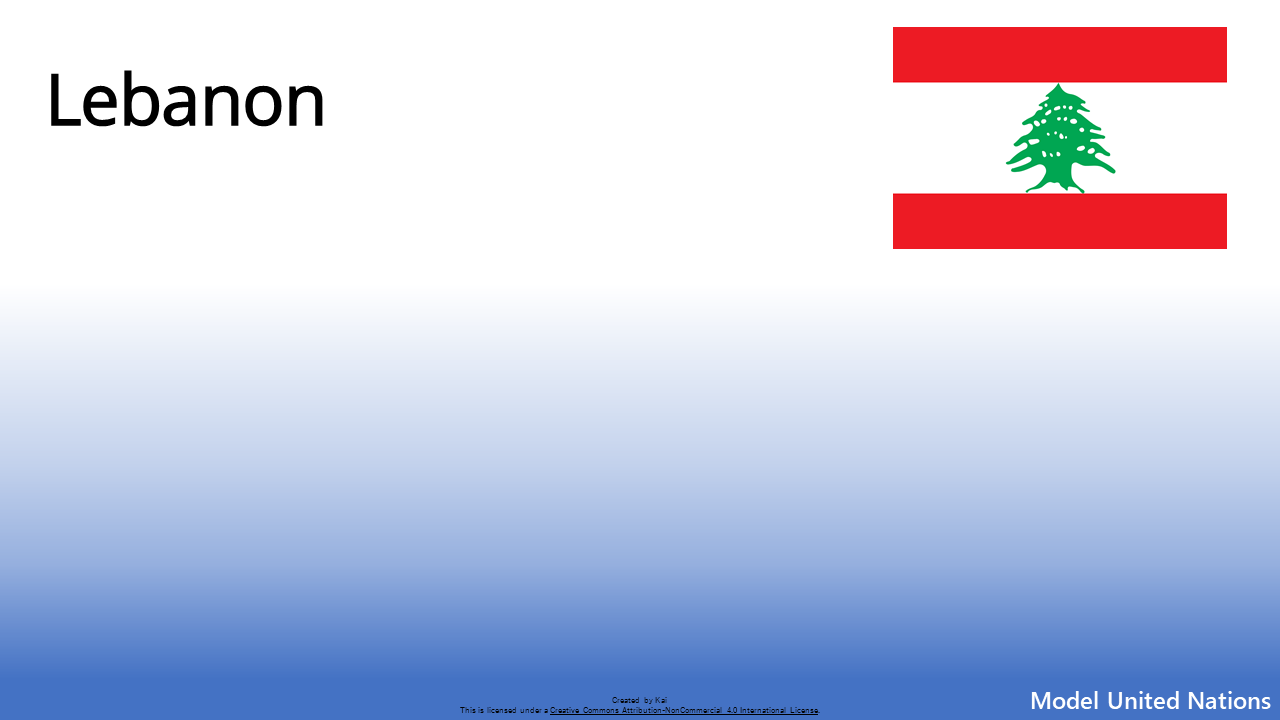 Lebanon
Created by Kai
This is licensed under a Creative Commons Attribution-NonCommercial 4.0 International License.
Model United Nations